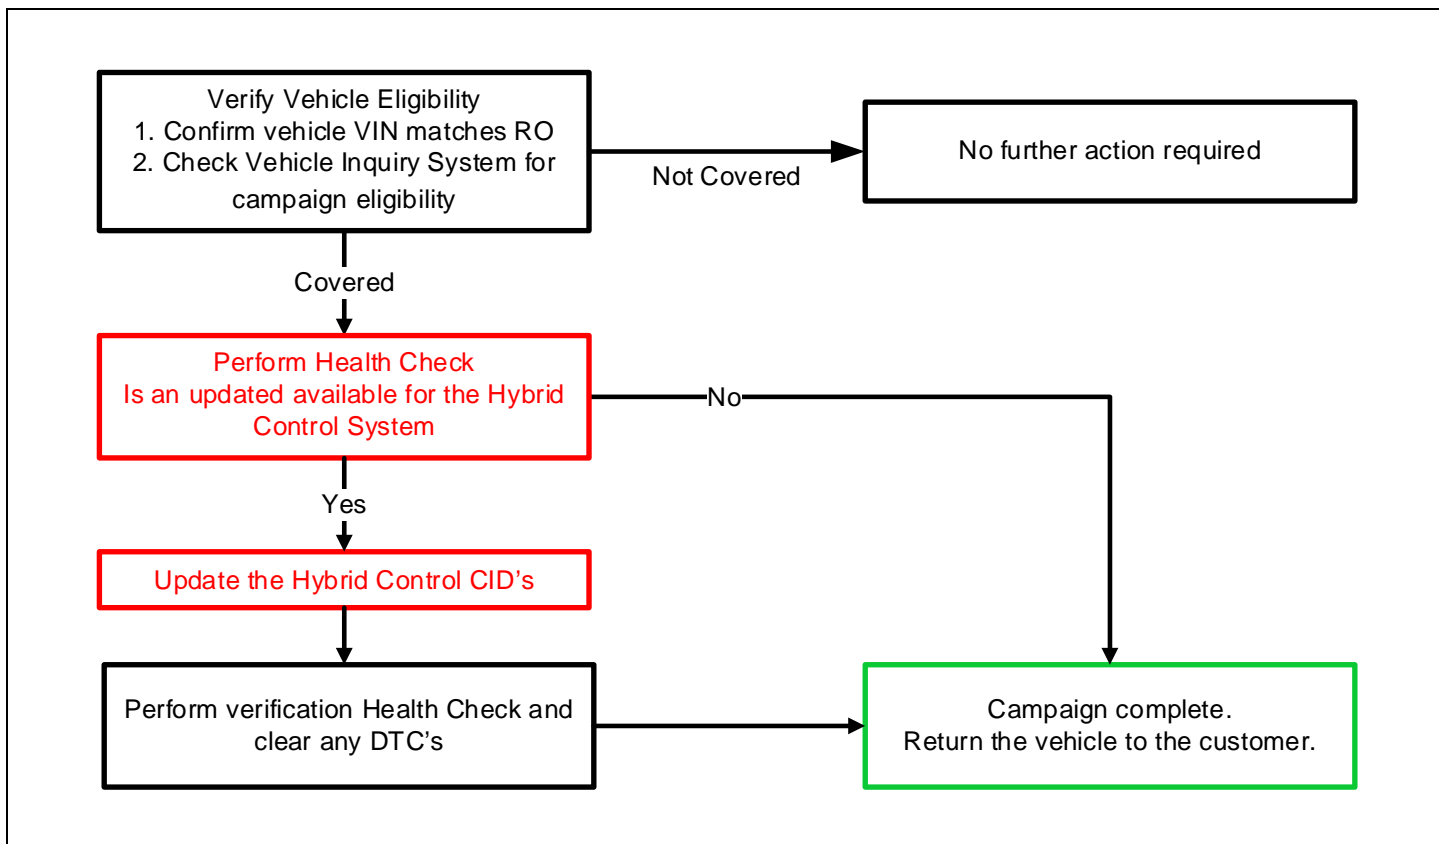 Verify Vehicle Eligibility
1. Confirm vehicle VIN matches RO
2. Check Vehicle Inquiry System for
campaign eligibility
Not Covered
No further action required
Covered
Perform Health Check
Is an updated available for the Hybrid
Control System
No
Yes
Update the Hybrid Control CID's
Perform verification Health Check and
clear any DTC's
Campaign complete.
Return the vehicle to the customer.